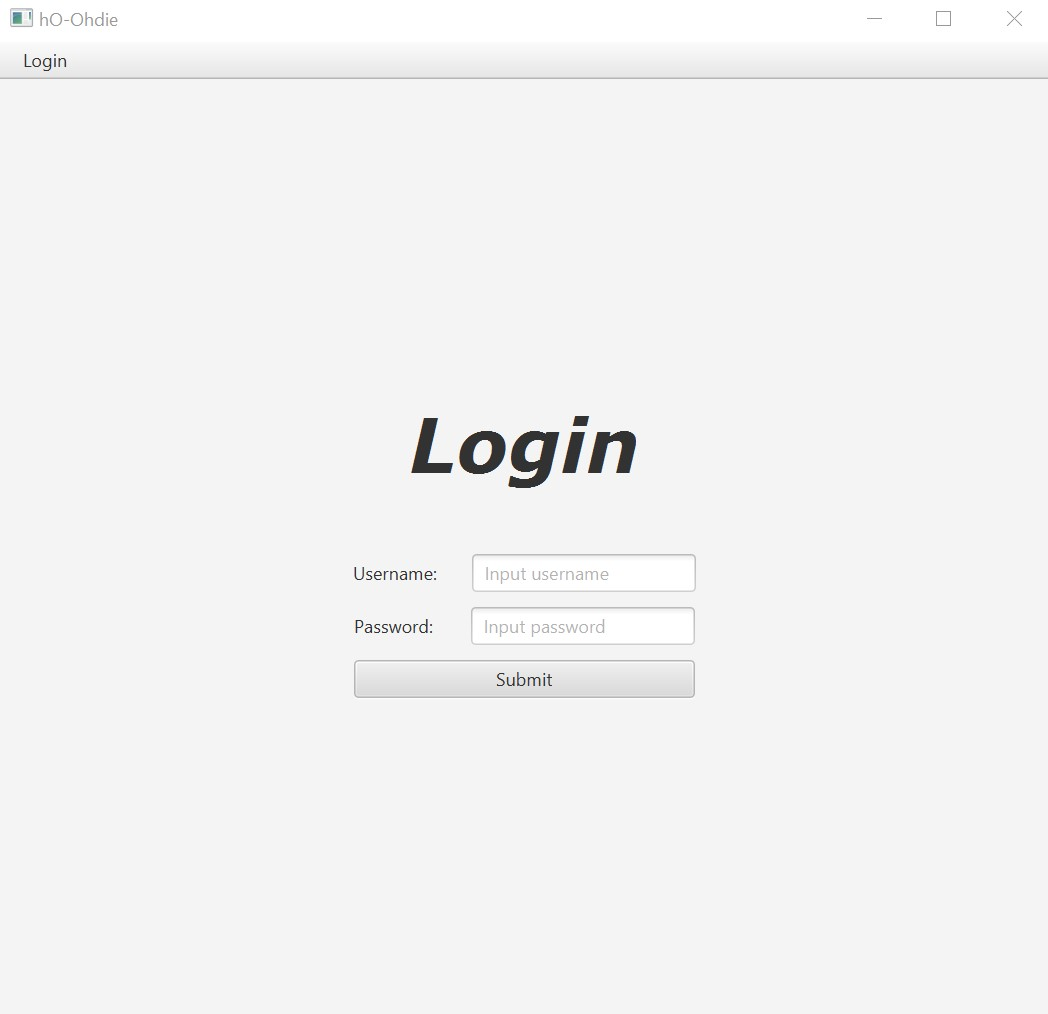 hO-Ohdie
Login
Login
Username: Input username
Password: Input password
Submit